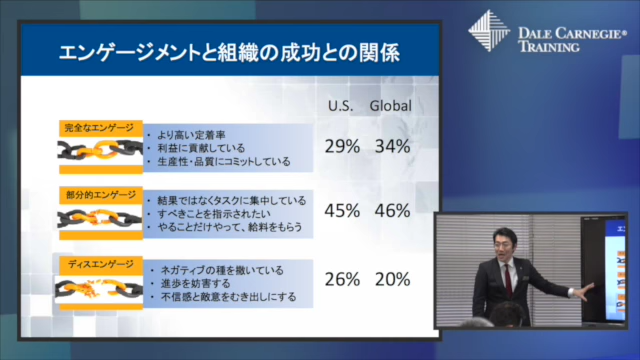 エンゲージメントと組織の成功との関係
DALE CARNEGIE®
TRAINING
U.S. Global
完全なエンゲージ
・ より高い定着率
・ 利益に貢献している
・ 生産性・品質にコミットしている
29% 34%
部分的エンゲージ
・ 結果ではなくタスクに集中している
・ すべきことを指示されたい
・ やることだけやって、給料をもらう
45% 46%
ディスエンゲージ
・ ネガティブの種を撒いている
・ 進歩を妨害する
・ 不信感と敵意をむき出しにする
26% 20%